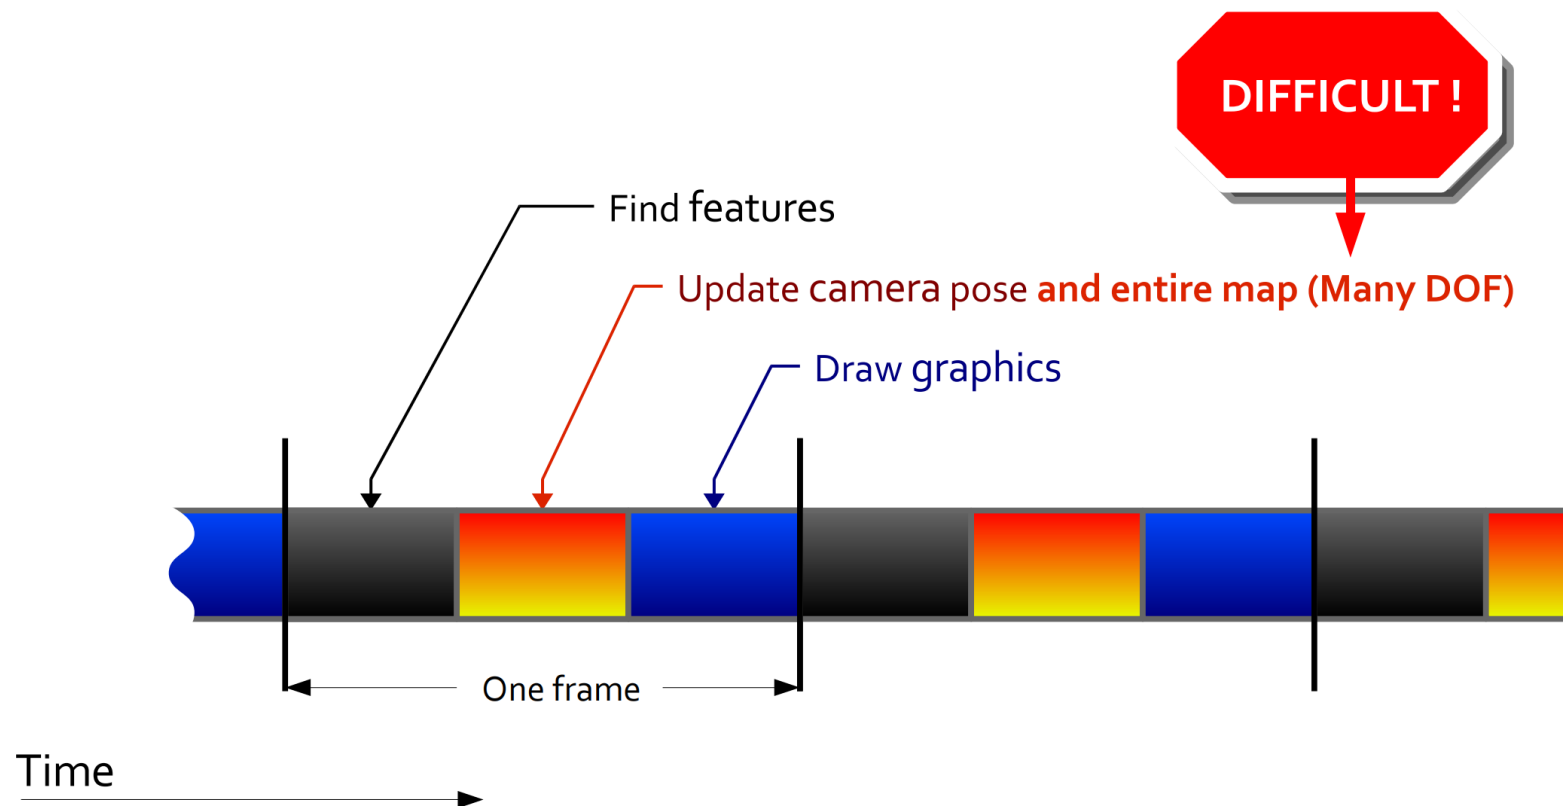 DIFFICULT !
Find features
Update camera pose and entire map (Many DOF)
Draw graphics
One frame
Time